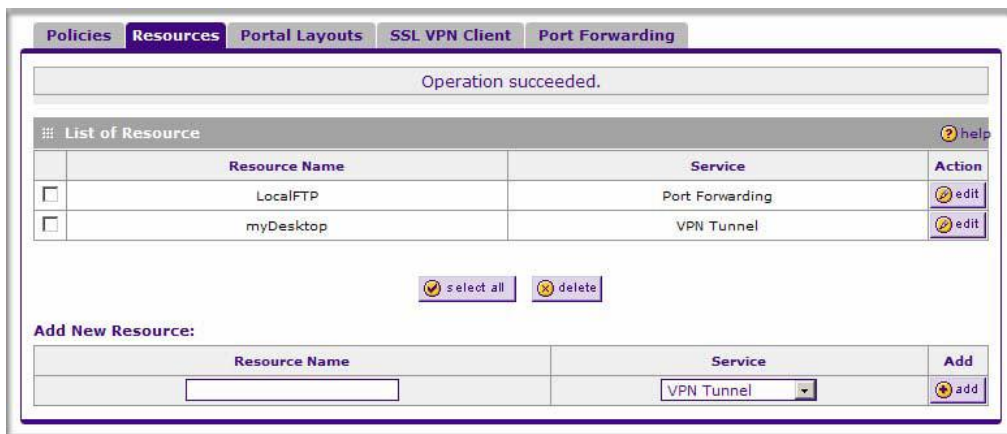 Policies Resources Portal Layouts SSL VPN Client Port Forwarding
Operation succeeded.
List of Resource help
Resource Name Service Action
LocalFTP Port Forwarding edit
myDesktop VPN Tunnel edit
select all delete
Add New Resource:
Resource Name Service Add
VPN Tunnel add